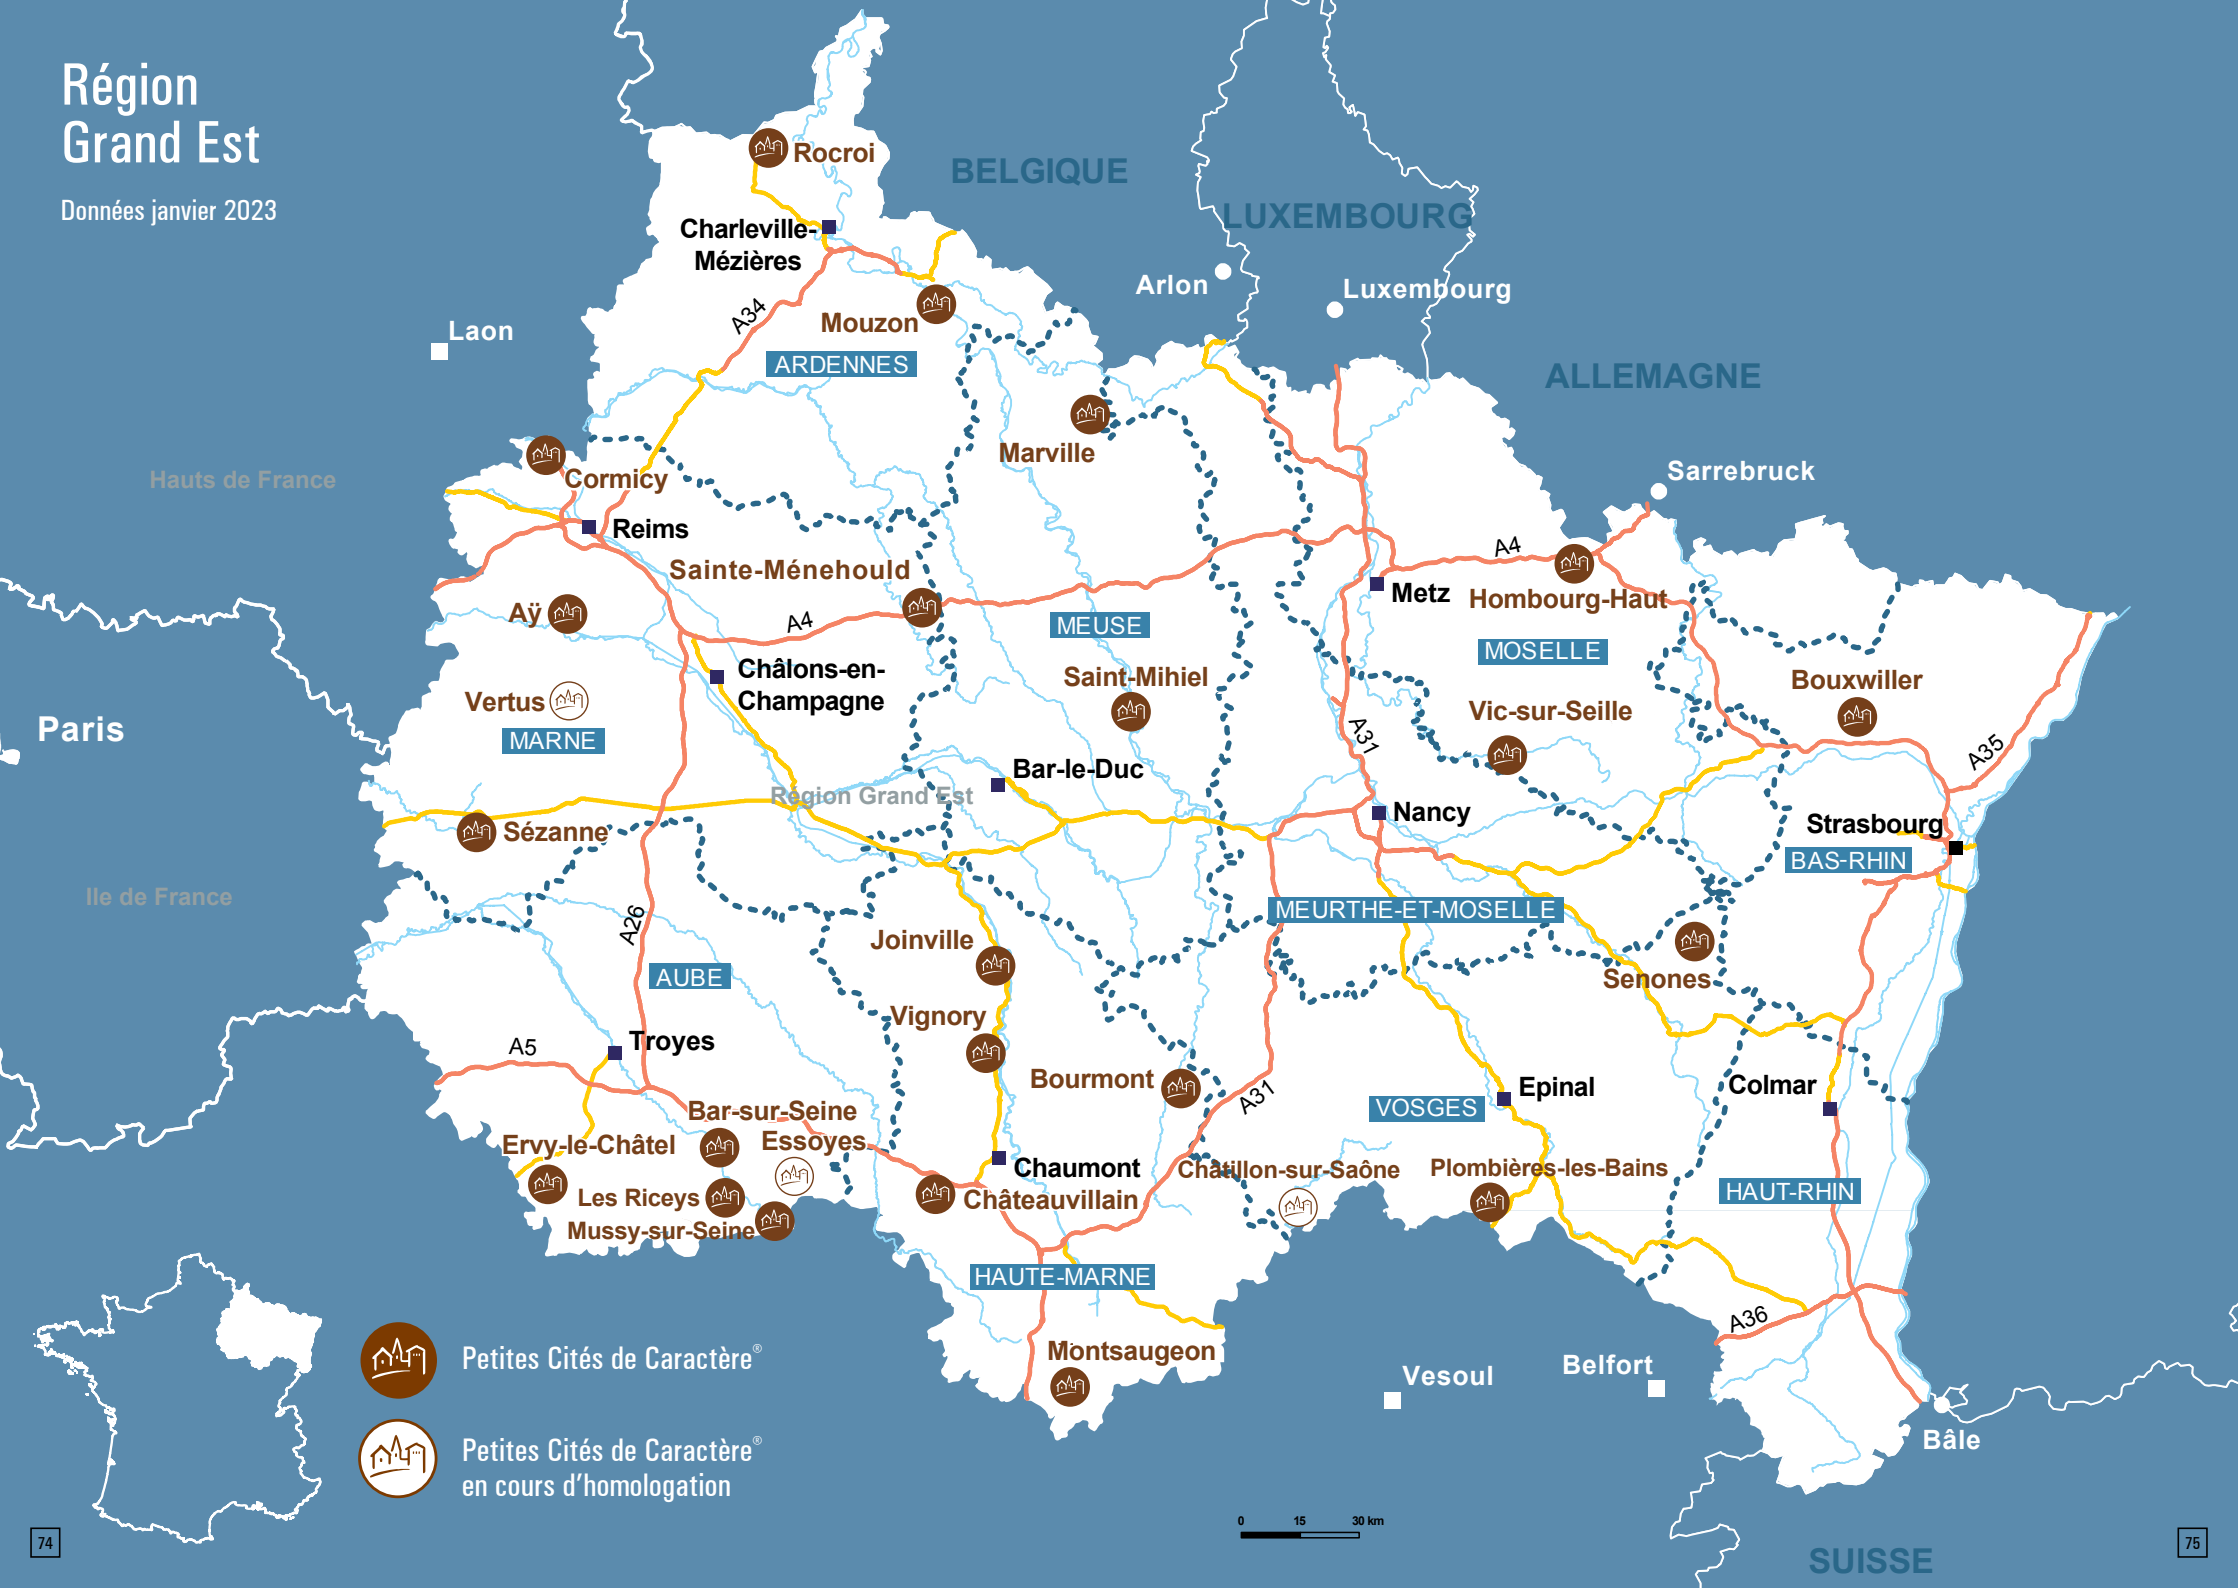 Région
Grand Est
Données janvier 2023
BELGIQUE
LUXEMBOURG
ALLEMAGNE
SUISSE
Hauts de France
Ile de France
Région Grand Est
Rocroi
Charleville-
Mézières
Arlon
Luxembourg
A34
Mouzon
Laon
ARDENNES
Marville
Cormicy
Sarrebruck
Reims
Sainte-Ménehould
A4
A4
Metz
Hombourg-Haut
Aÿ
MEUSE
MOSELLE
Châlons-en-
Champagne
Saint-Mihiel
Bouxwiller
Vertus
Vic-sur-Seille
MARNE
Paris
A31
A35
Bar-le-Duc
Nancy
Sézanne
Strasbourg
BAS-RHIN
MEURTHE-ET-MOSELLE
A26
Joinville
Senones
AUBE
Vignory
Troyes
A5
Bourmont
A31
Epinal
Colmar
VOSGES
Bar-sur-Seine
Ervy-le-Châtel
Essoyes
Chaumont
Châtillon-sur-Saône
Plombières-les-Bains
Les Riceys
Châteauvillain
HAUT-RHIN
Mussy-sur-Seine
HAUTE-MARNE
A36
Montsaugeon
Vesoul
Belfort
Bâle
Petites Cités de Caractère®
Petites Cités de Caractère®
en cours d'homologation
0 15 30 km
74
75